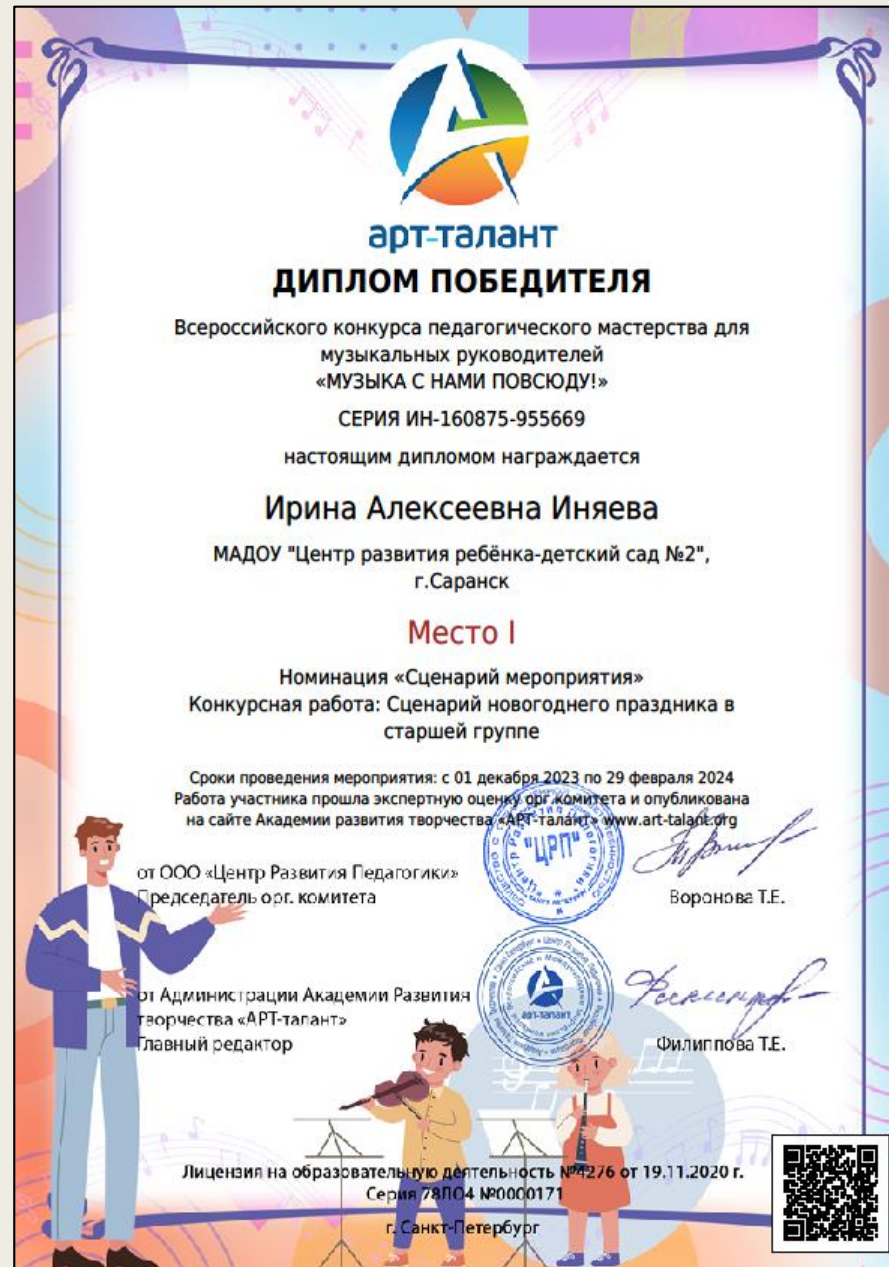 арт-талант
ДИПЛОМ ПОБЕДИТЕЛЯ
Всероссийского конкурса педагогического мастерства для
музыкальных руководителей
«МУЗЫКА С НАМИ ПОВСЮДУ!»
СЕРИЯ ИН-160875-955669
настоящим дипломом награждается
Ирина Алексеевна Иняева
МАДОУ "Центр развития ребёнка-детский сад №2",
г.Саранск
Место I
Номинация «Сценарий мероприятия»
Конкурсная работа: Сценарий новогоднего праздника в
старшей группе
Сроки проведения мероприятия: с 01 декабря 2023 по 29 февраля 2024
Работа участника прошла экспертную оценку орг.комитета и опубликована
на сайте Академии развития творчества «АРТ-талант» www.art-talant.org
от ООО «Центр Развития Педагогики»
Председатель орг. комитета
"ЦРП"
Воронова Т.Е.
от Администрации Академии Развития
творчества «АРТ-талант»
Главный редактор
арт-талант
Филиппова Т.Е.
Лицензия на образовательную деятельность №4276 от 19.11.2020 г.
Серия 78ЛО4 №0000171
г. Санкт-Петербург